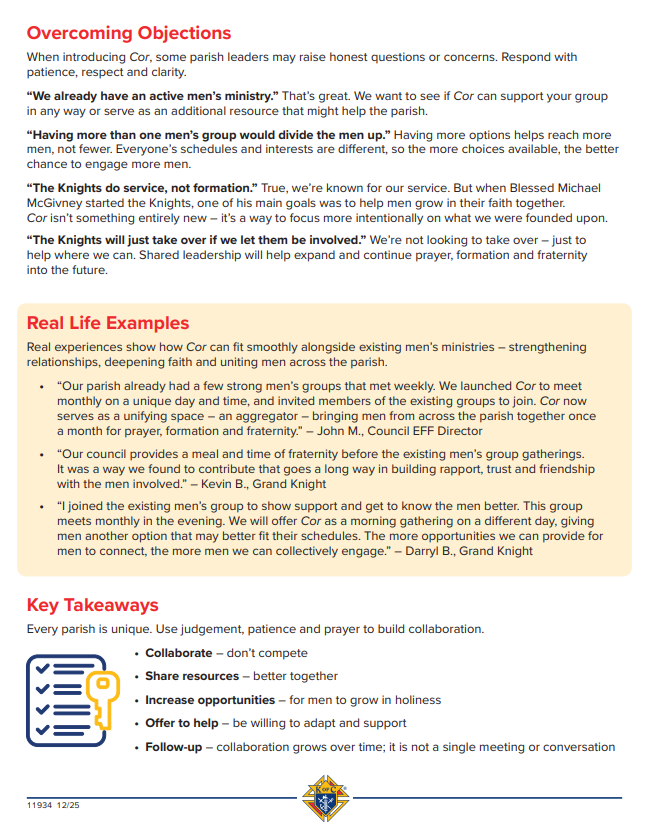 Overcoming Objections
When introducing Cor, some parish leaders may raise honest questions or concerns. Respond with
patience, respect and clarity.
“We already have an active men’s ministry.” That’s great. We want to see if Cor can support your group
in any way or serve as an additional resource that might help the parish.
“Having more than one men’s group would divide the men up.” Having more options helps reach more
men, not fewer. Everyone’s schedules and interests are different, so the more choices available, the better
chance to engage more men.
“The Knights do service, not formation.” True, we’re known for our service. But when Blessed Michael
McGivney started the Knights, one of his main goals was to help men grow in their faith together.
Cor isn’t something entirely new – it’s a way to focus more intentionally on what we were founded upon.
“The Knights will just take over if we let them be involved.” We’re not looking to take over – just to
help where we can. Shared leadership will help expand and continue prayer, formation and fraternity
into the future.
Real Life Examples
Real experiences show how Cor can fit smoothly alongside existing men’s ministries – strengthening
relationships, deepening faith and uniting men across the parish.
• “Our parish already had a few strong men’s groups that met weekly. We launched Cor to meet
monthly on a unique day and time, and invited members of the existing groups to join. Cor now
serves as a unifying space – an aggregator – bringing men from across the parish together once
a month for prayer, formation and fraternity.” – John M., Council EFF Director
• “Our council provides a meal and time of fraternity before the existing men’s group gatherings.
It was a way we found to contribute that goes a long way in building rapport, trust and friendship
with the men involved.” – Kevin B., Grand Knight
• “I joined the existing men’s group to show support and get to know the men better. This group
meets monthly in the evening. We will offer Cor as a morning gathering on a different day, giving
men another option that may better fit their schedules. The more opportunities we can provide for
men to connect, the more men we can collectively engage.” – Darryl B., Grand Knight
Key Takeaways
Every parish is unique. Use judgement, patience and prayer to build collaboration.
• Collaborate – don’t compete
• Share resources – better together
• Increase opportunities – for men to grow in holiness
• Offer to help – be willing to adapt and support
• Follow-up – collaboration grows over time; it is not a single meeting or conversation
K OF C
11934 12/25